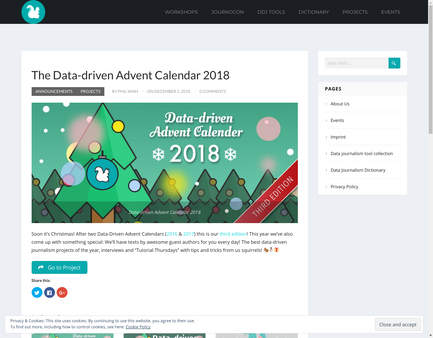 WORKSHOPS JOURNOCON DDJ TOOLS DICTIONARY PROJECTS EVENTS
The Data-driven Advent Calendar 2018
ANNOUNCEMENTS PROJECTS
ON DECEMBER 2, 2018 0 COMMENTS
Data-driven
Advent Calender
2018
THIRD EDITION
Data-driven Advent Calendar 2018
Soon it's Christmas! After two Data-Driven Advent Calendars (2016 & 2017) this is our third edition! This year we've also
come up with something special: We'll have texts by awesome guest authors for you every day! The best data-driven
journalism projects of the year, interviews and "Tutorial Thursdays" with tips and tricks from us squirrels!
Go to Project
Share this:
PAGES
About Us
Events
Imprint
Data journalism tool collection
Data Journalism Dictionary
Privacy Policy
Privacy & Cookies: This site uses cookies. By continuing to use this website, you agree to their use.
To find out more, including how to control cookies, see here: Cookie Policy
Close and accept